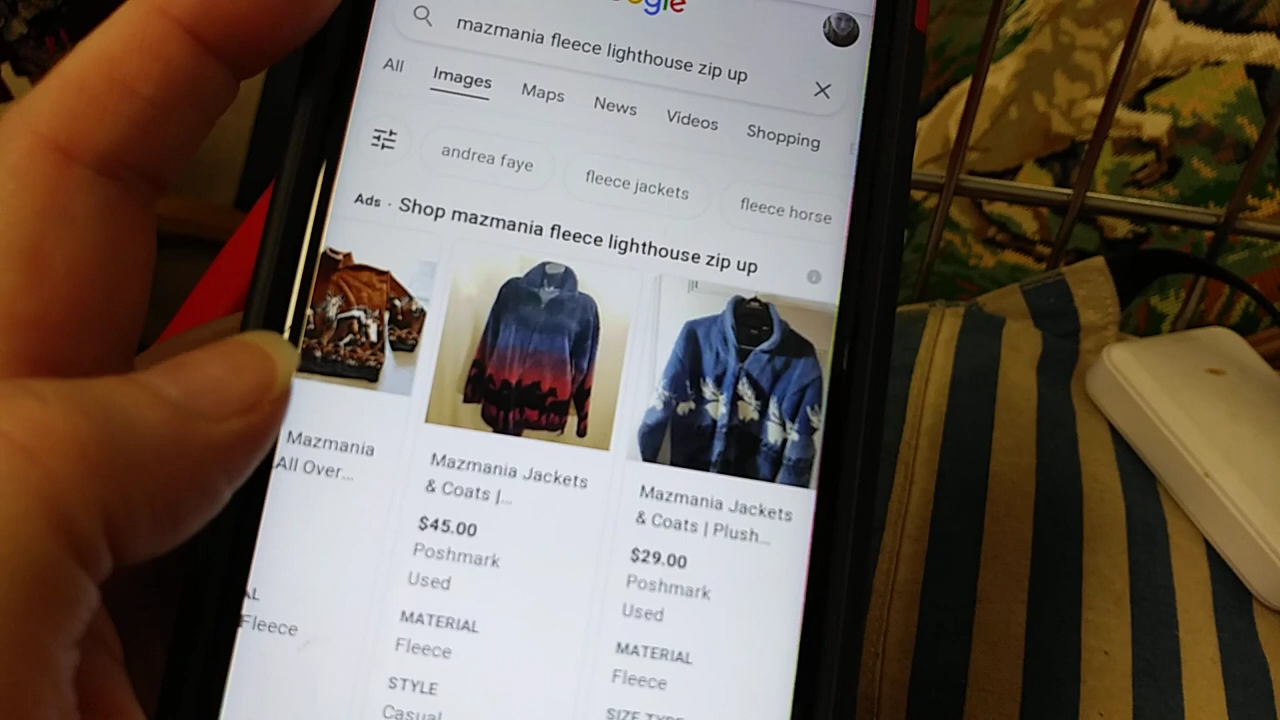 mazmania fleece lighthouse zip up
All Images Maps News Videos Shopping
andrea faye fleece jackets fleece horse
Ads · Shop mazmania fleece lighthouse zip up
Mazmania
All Over...
Fleece
Mazmania Jackets
& Coats |...
$45.00
Poshmark
Used
MATERIAL
Fleece
STYLE
Casual
Mazmania Jackets
& Coats | Plush...
$29.00
Poshmark
Used
MATERIAL
Fleece